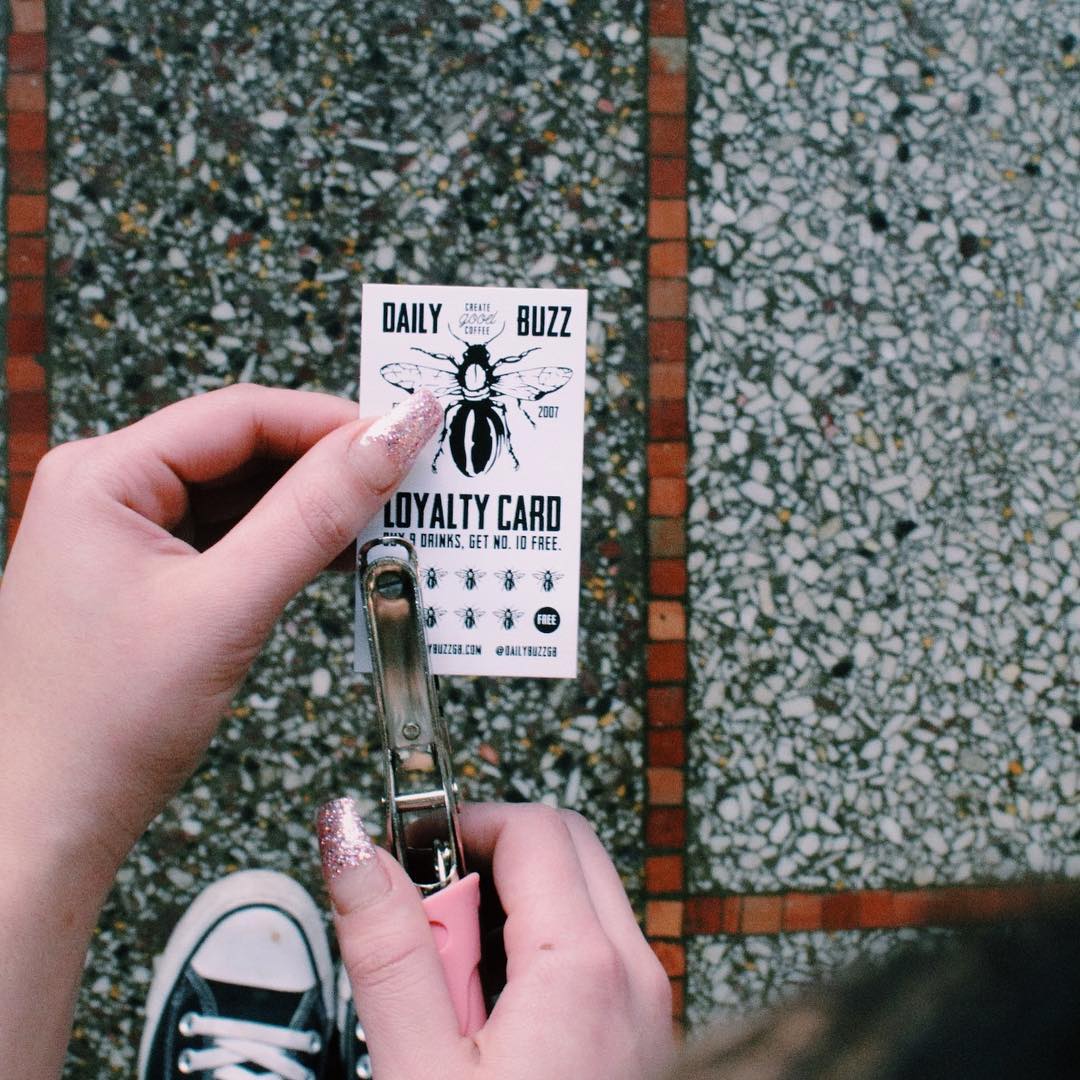 DAILY BUZZ
CREATE
good
COFFEE
2007
LOYALTY CARD
9 DRINKS, GET NO. 10 FREE.
FREE
@DAILYBUZZGB